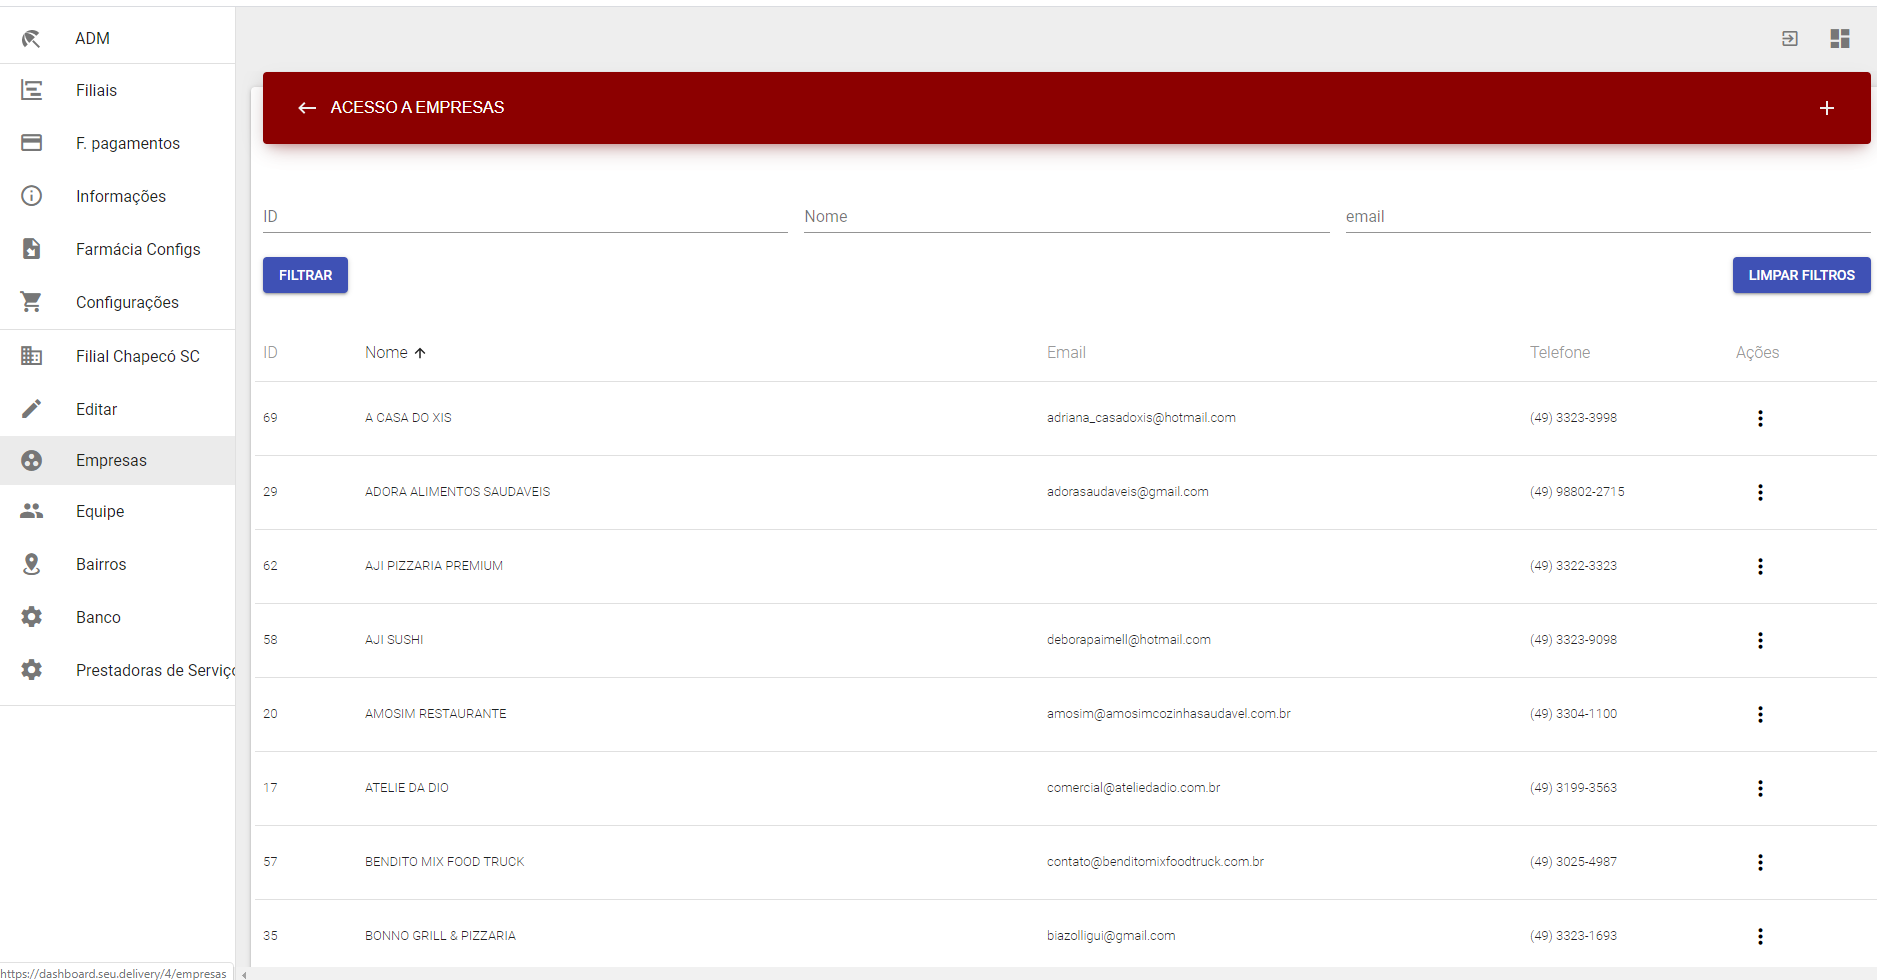 ADM
Filiais
F. pagamentos
Informações
Farmácia Configs
Configurações
Filial Chapecó SC
Editar
Empresas
Equipe
Bairros
Banco
Prestadoras de Serviço
ACESSO A EMPRESAS
ID Nome email
FILTRAR LIMPAR FILTROS
ID Nome Email Telefone Ações
69 A CASA DO XIS adriana_casadoxis@hotmail.com (49) 3323-3998
29 ADORA ALIMENTOS SAUDAVEIS adorasaudaveis@gmail.com (49) 98802-2715
62 AJI PIZZARIA PREMIUM (49) 3322-3323
58 AJI SUSHI deborapaimell@hotmail.com (49) 3323-9098
20 AMOSIM RESTAURANTE amosim@amosimcozinhasaudavel.com.br (49) 3304-1100
17 ATELIE DA DIO comercial@ateliedadio.com.br (49) 3199-3563
57 BENDITO MIX FOOD TRUCK contato@benditomixfoodtruck.com.br (49) 3025-4987
35 BONNO GRILL & PIZZARIA biazolligui@gmail.com (49) 3323-1693
https://dashboard.seu.delivery/4/empresas